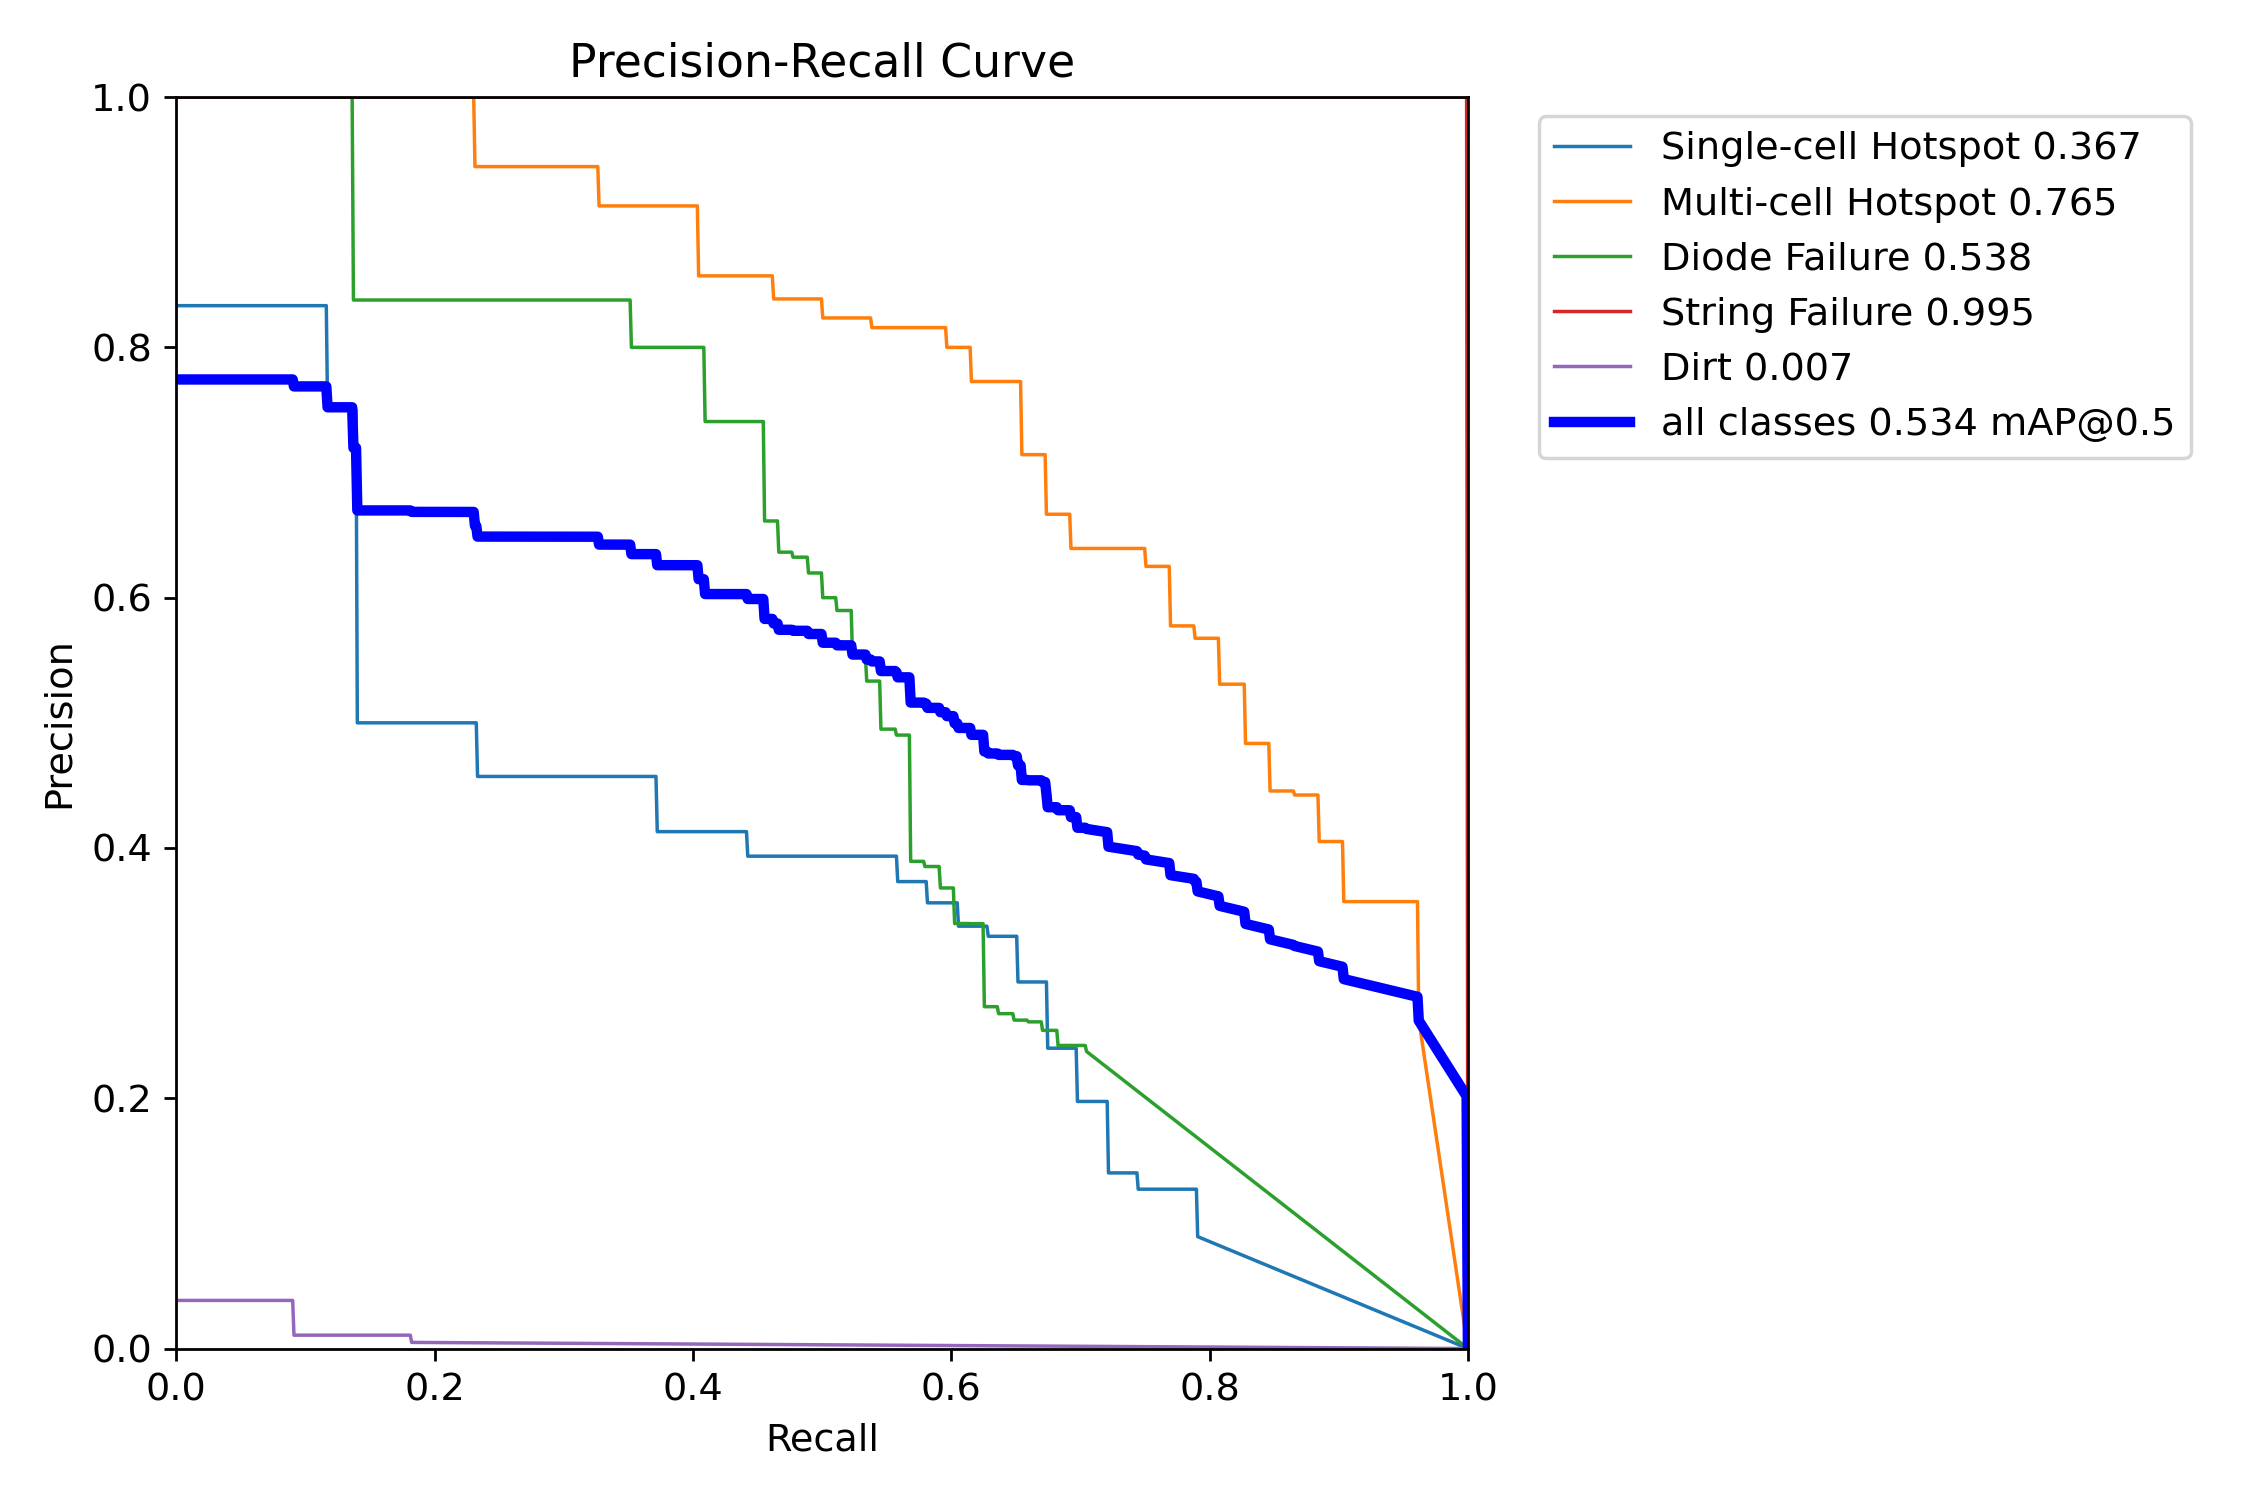 Precision-Recall Curve
1.0
0.8
0.6
0.4
0.2
0.0
Precision
0.0 0.2 0.4 0.6 0.8 1.0
Recall
Single-cell Hotspot 0.367
Multi-cell Hotspot 0.765
Diode Failure 0.538
String Failure 0.995
Dirt 0.007
all classes 0.534 mAP@0.5